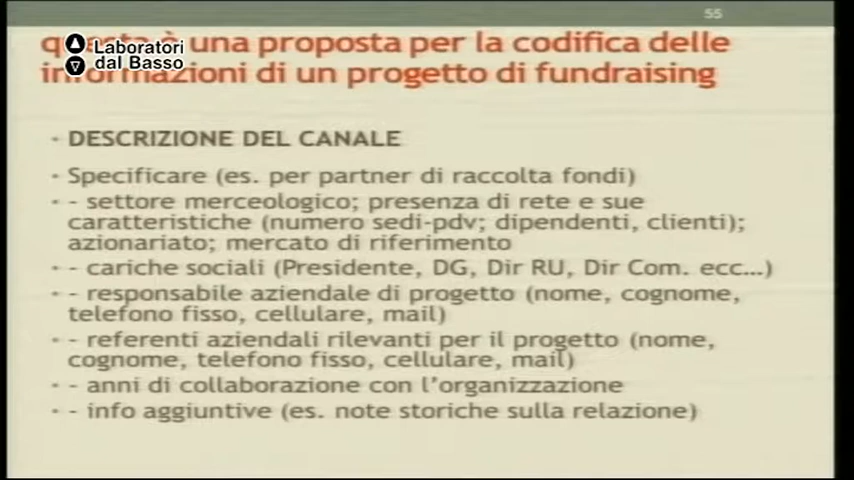 55
Laboratori
dal Basso
è una proposta per la codifica delle
informazioni di un progetto di fundraising
• DESCRIZIONE DEL CANALE
• Specificare (es. per partner di raccolta fondi)
• - settore merceologico; presenza di rete e sue
caratteristiche (numero sedi-pdv; dipendenti, clienti);
azionariato; mercato di riferimento
• - cariche sociali (Presidente, DG, Dir RU, Dir Com. ecc…)
• - responsabile aziendale di progetto (nome, cognome,
telefono fisso, cellulare, mail)
• - referenti aziendali rilevanti per il progetto (nome,
cognome, telefono fisso, cellulare, mail)
• - anni di collaborazione con l'organizzazione
• - info aggiuntive (es. note storiche sulla relazione)